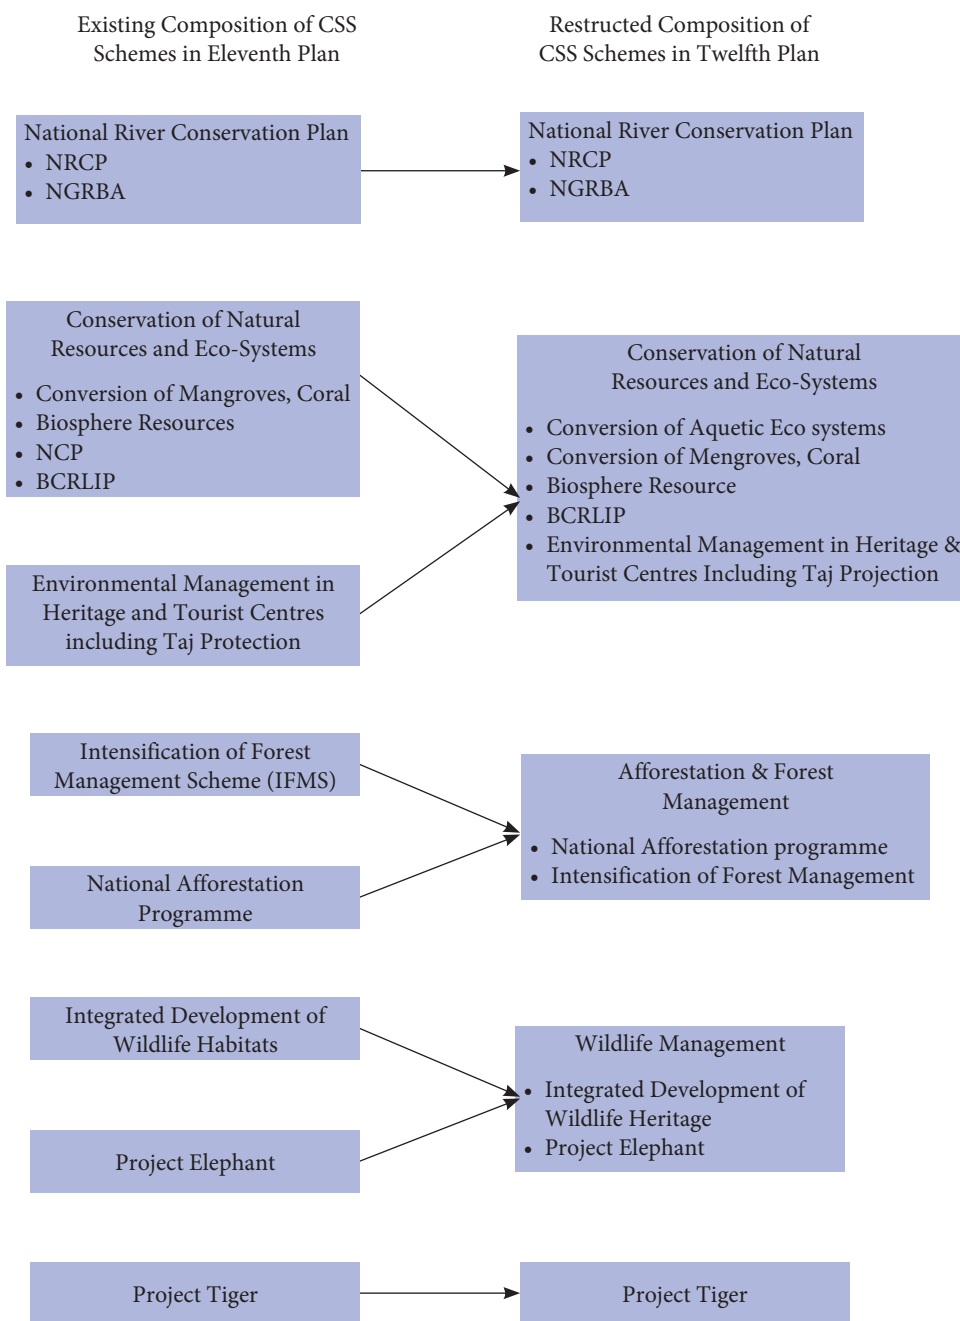 Existing Composition of CSS
Schemes in Eleventh Plan
Restructed Composition of
CSS Schemes in Twelfth Plan
National River Conservation Plan
• NRCP
• NGRBA
National River Conservation Plan
• NRCP
• NGRBA
Conservation of Natural
Resources and Eco-Systems
• Conversion of Mangroves, Coral
• Biosphere Resources
• NCP
• BCRLIP
Environmental Management in
Heritage and Tourist Centres
including Taj Protection
Conservation of Natural
Resources and Eco-Systems
• Conversion of Aquetic Eco systems
• Conversion of Mengroves, Coral
• Biosphere Resource
• BCRLIP
• Environmental Management in Heritage &
Tourist Centres Including Taj Projection
Intensification of Forest
Management Scheme (IFMS)
National Afforestation
Programme
Afforestation & Forest
Management
• National Afforestation programme
• Intensification of Forest Management
Integrated Development of
Wildlife Habitats
Project Elephant
Wildlife Management
• Integrated Development of
Wildlife Heritage
• Project Elephant
Project Tiger
Project Tiger